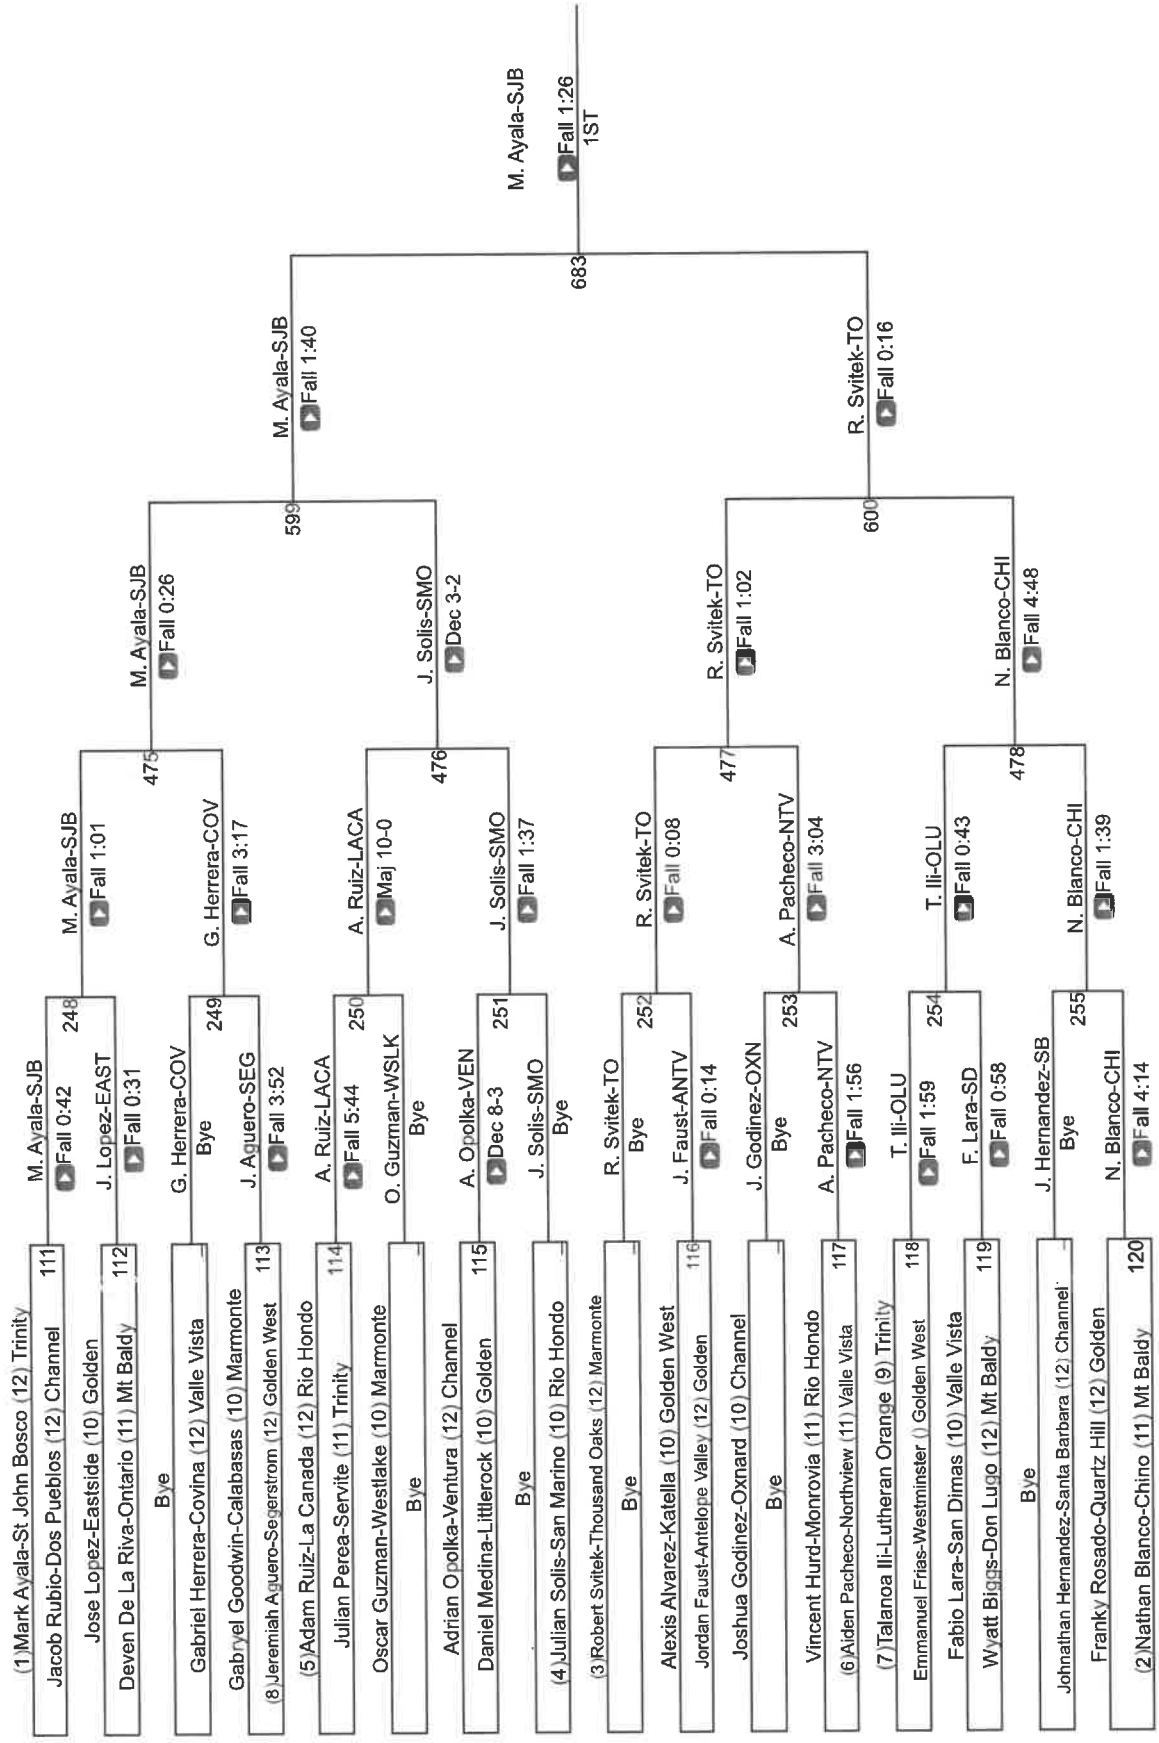 (1)Mark Ayala-St John Bosco (12) Trinity
Jacob Rubio-Dos Pueblos (12) Channel
111
Jose Lopez-Eastside (10) Golden
Deven De La Riva-Ontario (11) Mt Baldy
112
Bye
Gabriel Herrera-Covina (12) Valle Vista
Gabryel Goodwin-Calabasas (10) Marmonte
(8)Jeremiah Aguero-Segerstrom (12) Golden West
113
(5)Adam Ruiz-La Canada (12) Rio Hondo
Julian Perea-Servite (11) Trinity
114
Oscar Guzman-Westlake (10) Marmonte
Bye
Adrian Opolka-Ventura (12) Channel
Daniel Medina-Littlerock (10) Golden
115
Bye
(4)Julian Solis-San Marino (10) Rio Hondo
(3)Robert Svitek-Thousand Oaks (12) Marmonte
Bye
Alexis Alvarez-Katella (10) Golden West
Jordan Faust-Antelope Valley (12) Golden
116
Joshua Godinez-Oxnard (10) Channel
Bye
Vincent Hurd-Monrovia (11) Rio Hondo
(6)Aiden Pacheco-Northview (11) Valle Vista
117
(7)Talanoa Ili-Lutheran Orange (9) Trinity
Emmanuel Frias-Westminster () Golden West
118
Fabio Lara-San Dimas (10) Valle Vista
Wyatt Biggs-Don Lugo (12) Mt Baldy
119
Bye
Johnathan Hernandez-Santa Barbara (12) Channel
Franky Rosado-Quartz Hill (12) Golden
(2)Nathan Blanco-Chino (11) Mt Baldy
120
M. Ayala-SJB
Fall 0:42
248
J. Lopez-EAST
Fall 0:31
G. Herrera-COV
Bye
249
J. Aguero-SEG
Fall 3:52
A. Ruiz-LACA
Fall 5:44
250
O. Guzman-WSLK
Bye
A. Opolka-VEN
Dec 8-3
251
J. Solis-SMO
Bye
R. Svitek-TO
Bye
252
J. Faust-ANTV
Fall 0:14
J. Godinez-OXN
Bye
253
A. Pacheco-NTV
Fall 1:56
T. Ili-OLU
Fall 1:59
254
F. Lara-SD
Fall 0:58
J. Hernandez-SB
Bye
255
N. Blanco-CHI
Fall 4:14
M. Ayala-SJB
Fall 1:01
475
G. Herrera-COV
Fall 3:17
A. Ruiz-LACA
Maj 10-0
476
J. Solis-SMO
Fall 1:37
R. Svitek-TO
Fall 0:08
477
A. Pacheco-NTV
Fall 3:04
T. Ili-OLU
Fall 0:43
478
N. Blanco-CHI
Fall 1:39
M. Ayala-SJB
Fall 0:26
599
J. Solis-SMO
Dec 3-2
R. Svitek-TO
Fall 1:02
600
N. Blanco-CHI
Fall 4:48
M. Ayala-SJB
Fall 1:40
683
R. Svitek-TO
Fall 0:16
M. Ayala-SJB
Fall 1:26
1ST